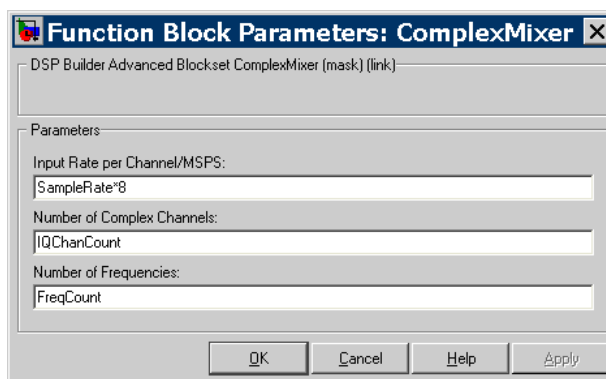 Function Block Parameters: ComplexMixer
DSP Builder Advanced Blockset ComplexMixer (mask) (link)
Parameters
Input Rate per Channel/MSPS:
SampleRate*8
Number of Complex Channels:
IQChanCount
Number of Frequencies:
FreqCount
OK Cancel Help Apply